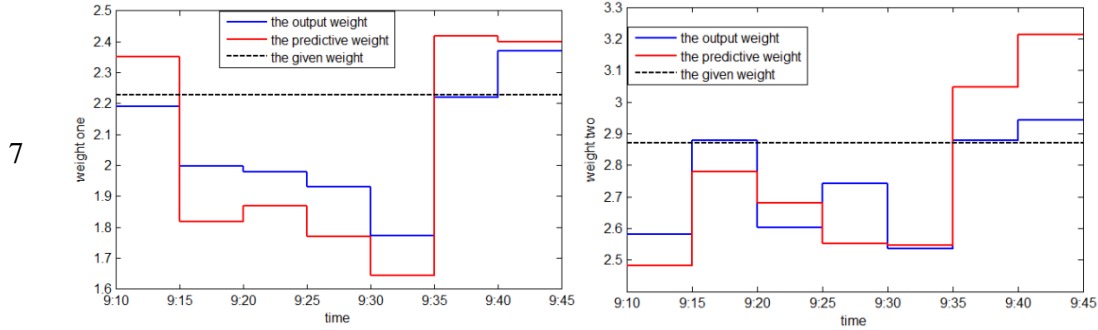 7
the output weight
the predictive weight
the given weight
2.5
2.4
2.3
2.2
2.1
2
1.9
1.8
1.7
1.6
weight one
9:10 9:15 9:20 9:25 9:30 9:35 9:40 9:45
time
the output weight
the predictive weight
the given weight
3.3
3.2
3.1
3
2.9
2.8
2.7
2.6
2.5
2.4
weight two
9:10 9:15 9:20 9:25 9:30 9:35 9:40 9:45
time